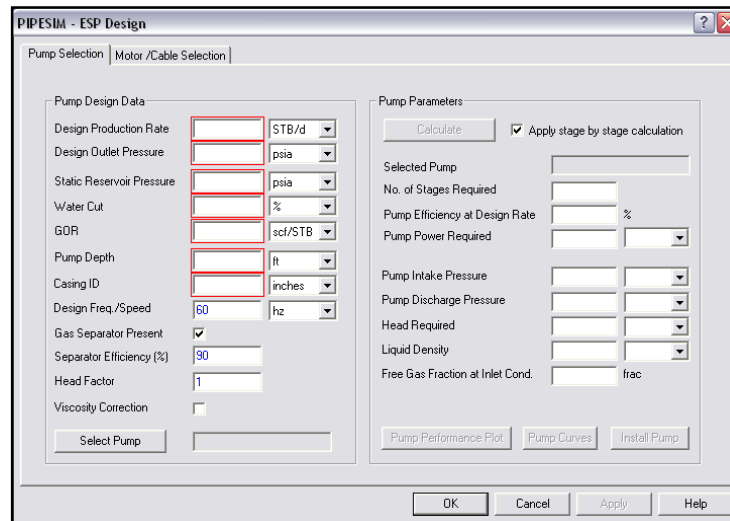 PIPESIM - ESP Design
Pump Selection
Motor /Cable Selection
Pump Design Data
Design Production Rate STB/d
Design Outlet Pressure psia
Static Reservoir Pressure psia
Water Cut %
GOR scf/STB
Pump Depth ft
Casing ID inches
Design Freq./Speed 60 hz
Gas Separator Present
Separator Efficiency (%) 90
Head Factor 1
Viscosity Correction
Select Pump
Pump Parameters
Calculate Apply stage by stage calculation
Selected Pump
No. of Stages Required
Pump Efficiency at Design Rate %
Pump Power Required
Pump Intake Pressure
Pump Discharge Pressure
Head Required
Liquid Density
Free Gas Fraction at Inlet Cond. frac
Pump Performance Plot Pump Curves Install Pump
OK Cancel Apply Help